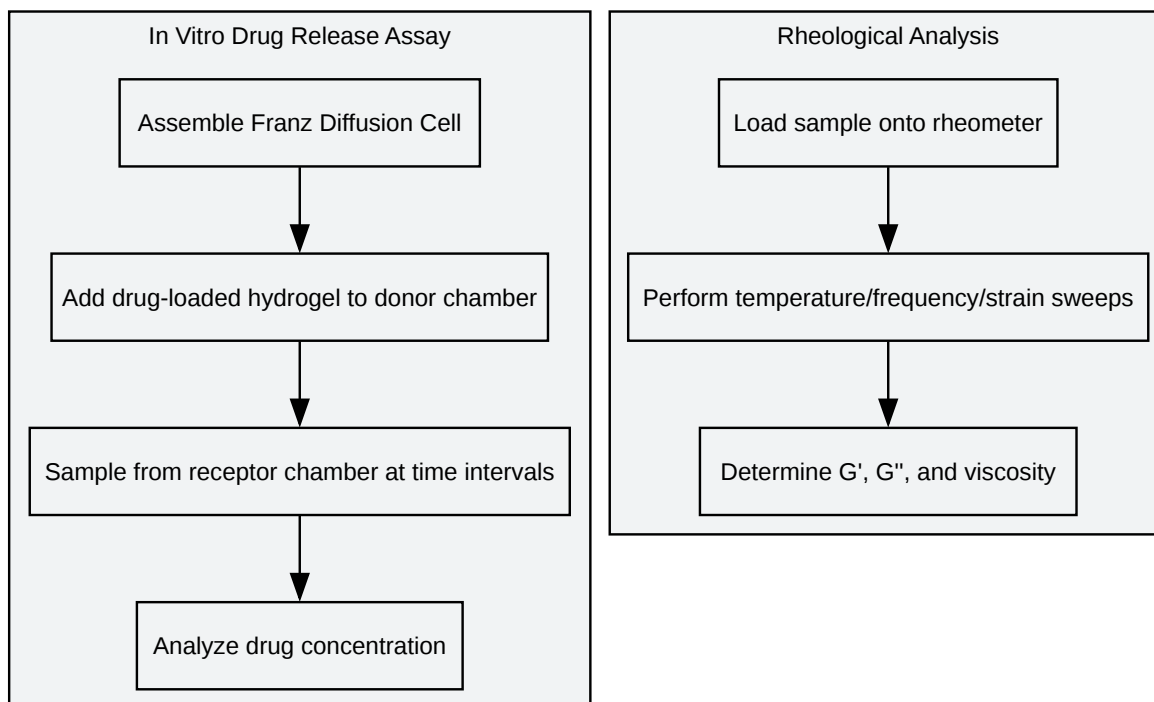 In Vitro Drug Release Assay
Assemble Franz Diffusion Cell
Add drug-loaded hydrogel to donor chamber
Sample from receptor chamber at time intervals
Analyze drug concentration
Rheological Analysis
Load sample onto rheometer
Perform temperature/frequency/strain sweeps
Determine G', G'', and viscosity